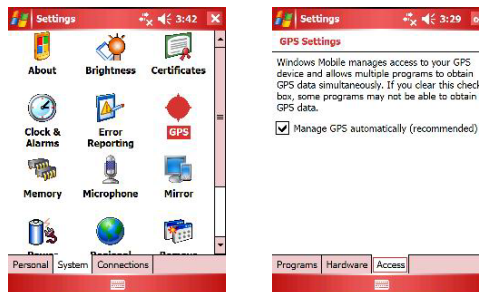 Settings 3:42
About Brightness Certificates
Clock & Error GPS
Alarms Reporting
Memory Microphone Mirror
Power Regional Remove
Personal System Connections
Settings 3:29
GPS Settings
Windows Mobile manages access to your GPS
device and allows multiple programs to obtain
GPS data simultaneously. If you clear this check
box, some programs may not be able to obtain
GPS data.
Manage GPS automatically (recommended)
Programs Hardware Access